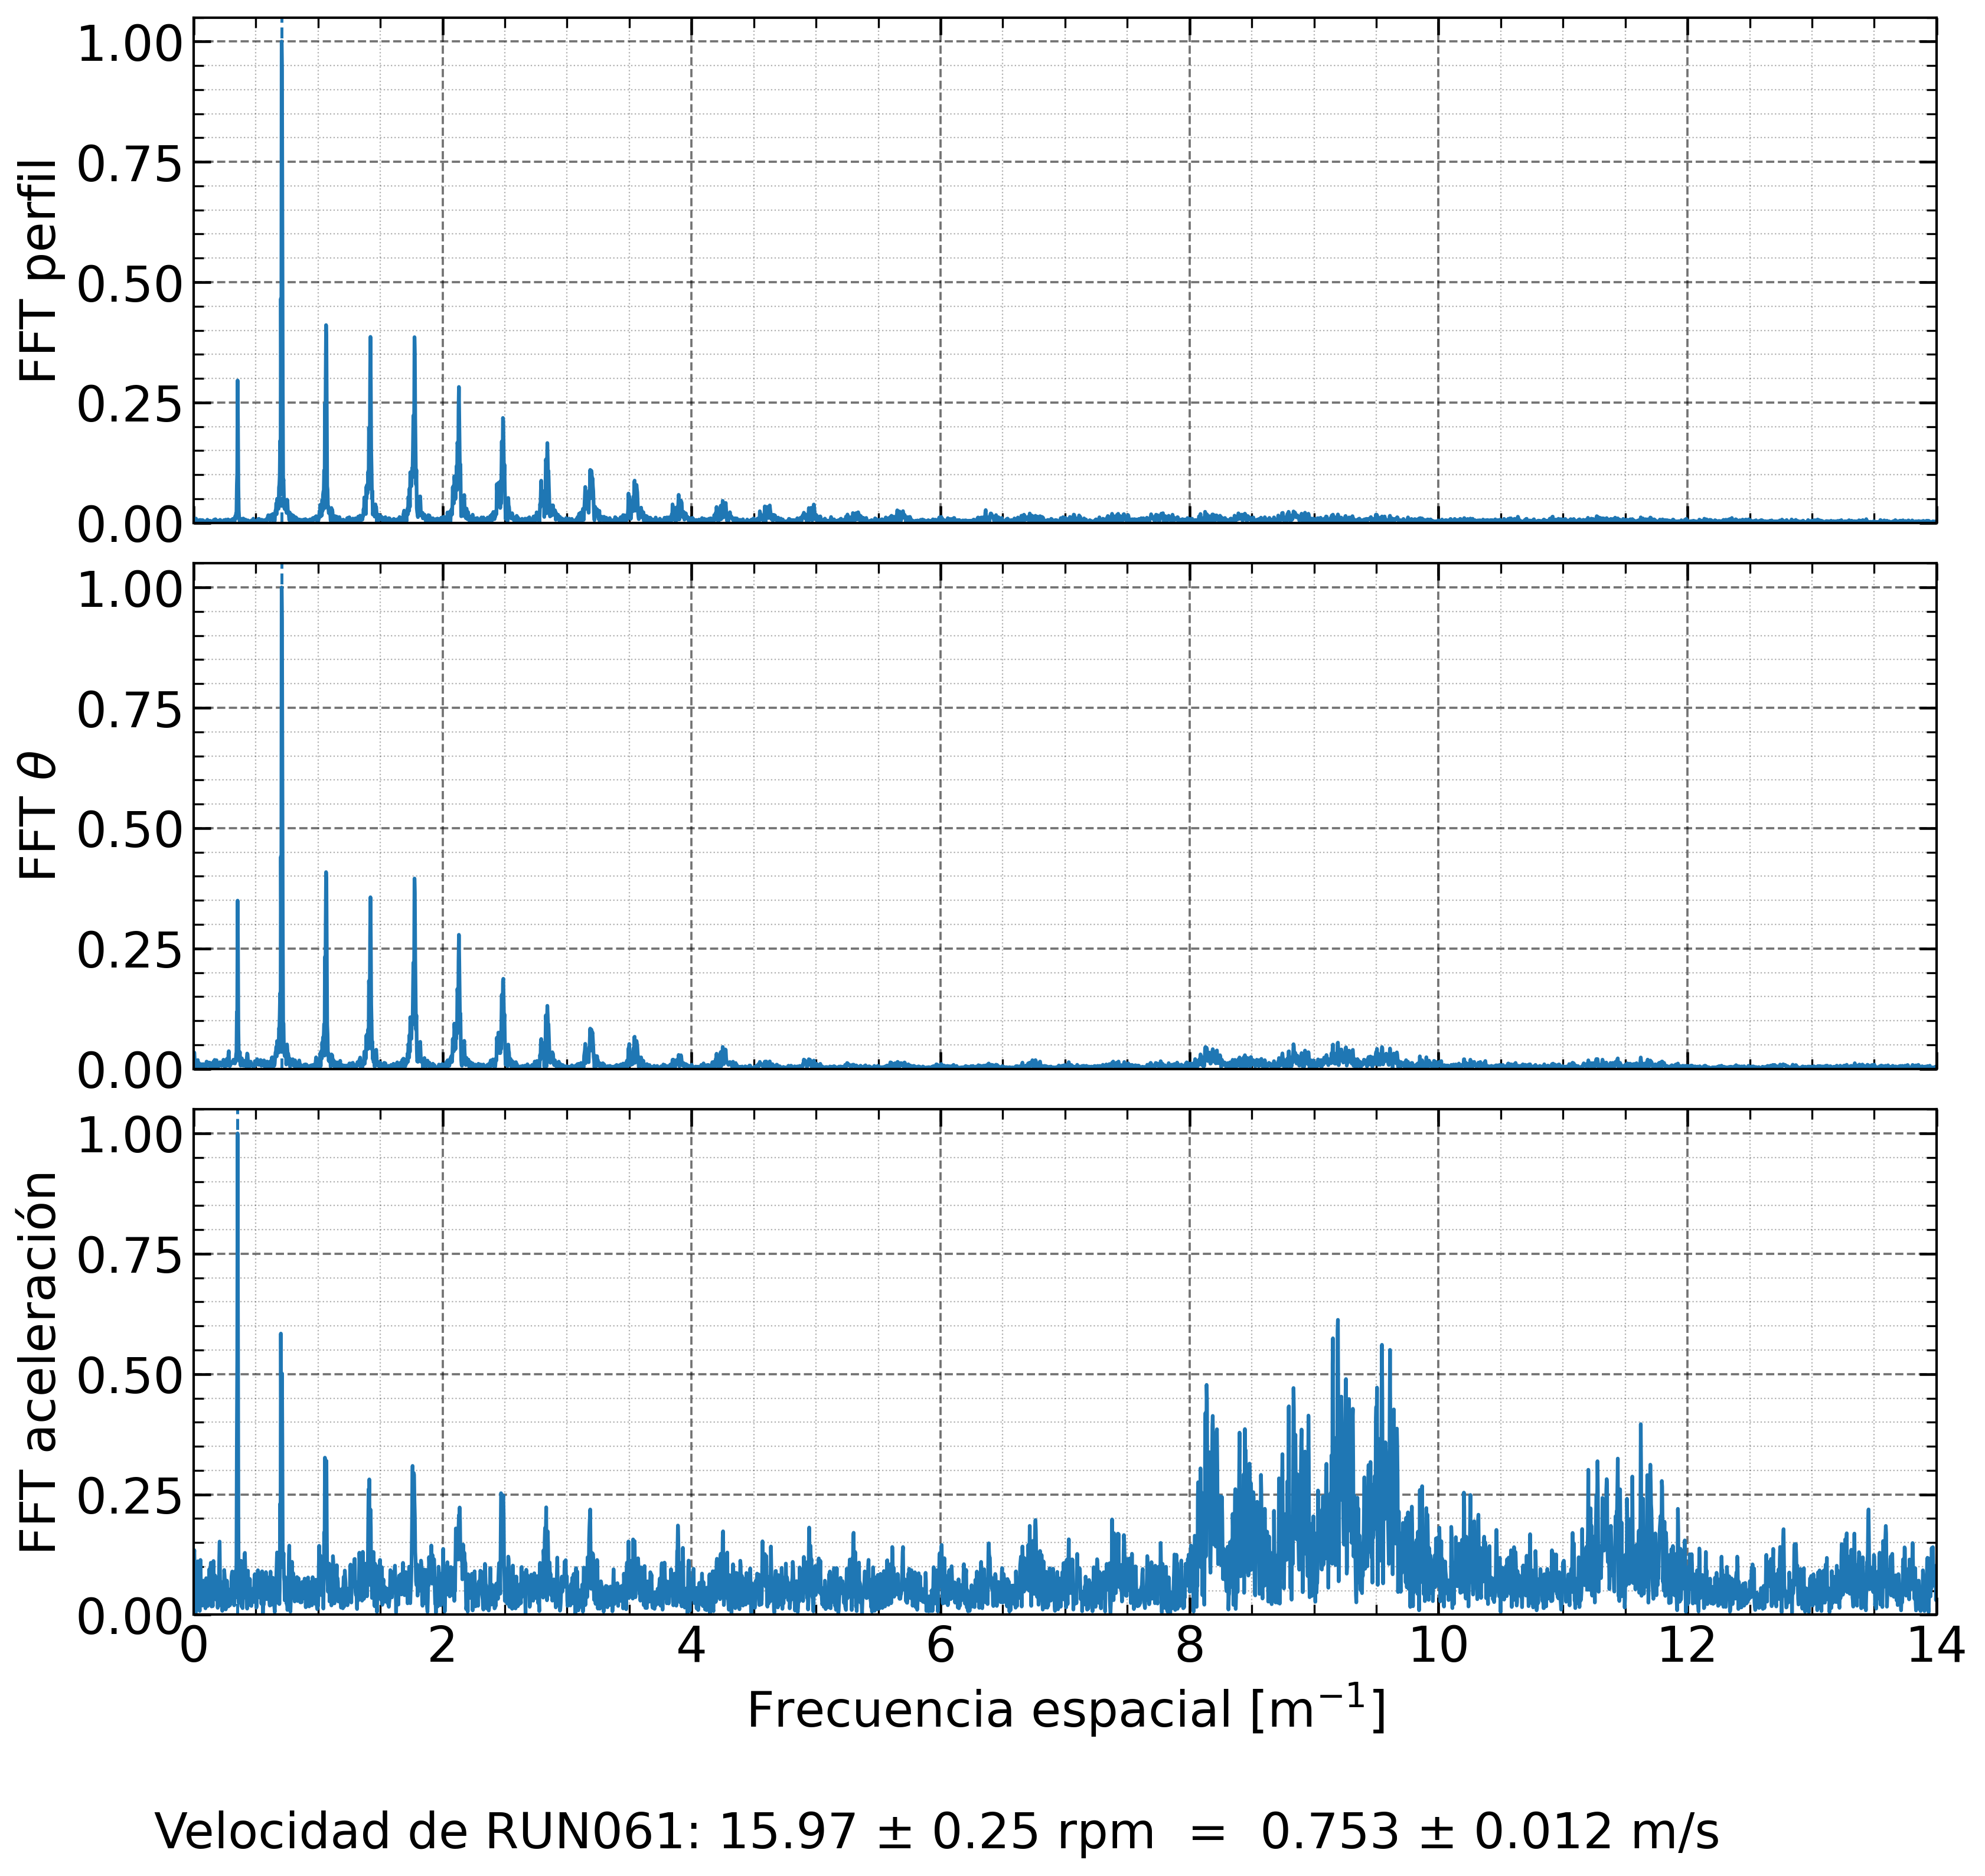 1.00
0.75
0.50
0.25
0.00
FFT perfil
1.00
0.75
0.50
0.25
0.00
FFT θ
1.00
0.75
0.50
0.25
0.00
FFT aceleración
0 2 4 6 8 10 12 14
Frecuencia espacial [m⁻¹]
Velocidad de RUN061: 15.97 ± 0.25 rpm = 0.753 ± 0.012 m/s